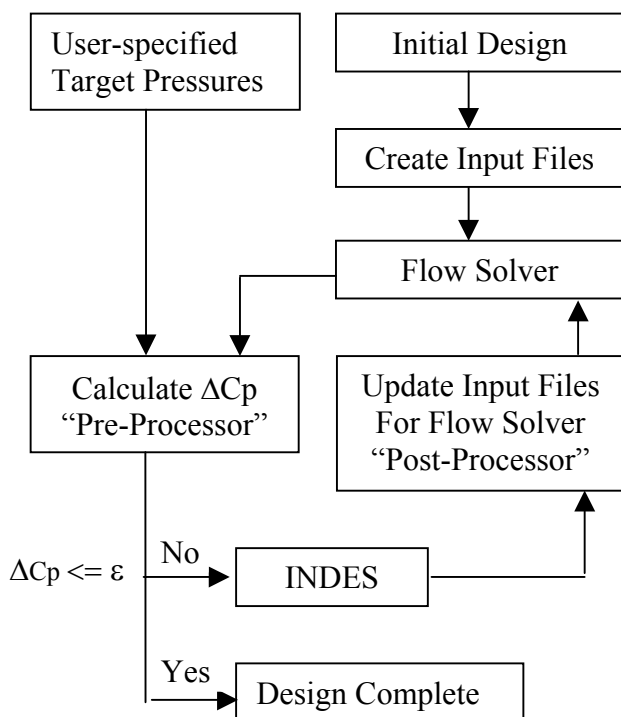 User-specified
Target Pressures
Initial Design
Create Input Files
Flow Solver
Calculate ΔCp
“Pre-Processor”
Update Input Files
For Flow Solver
“Post-Processor”
ΔCp <= ε
No
INDES
Yes
Design Complete